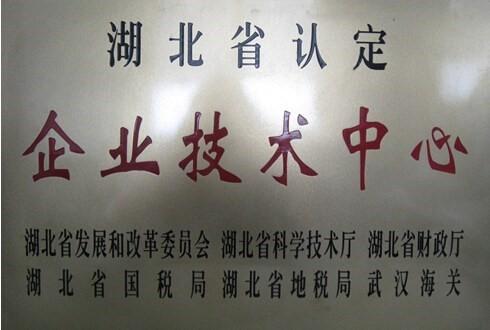 湖北省认定
企业技术中心
湖北省发展和改革委员会 湖北省科学技术厅 湖北省财政厅
湖北省国税局 湖北省地税局 武汉海关